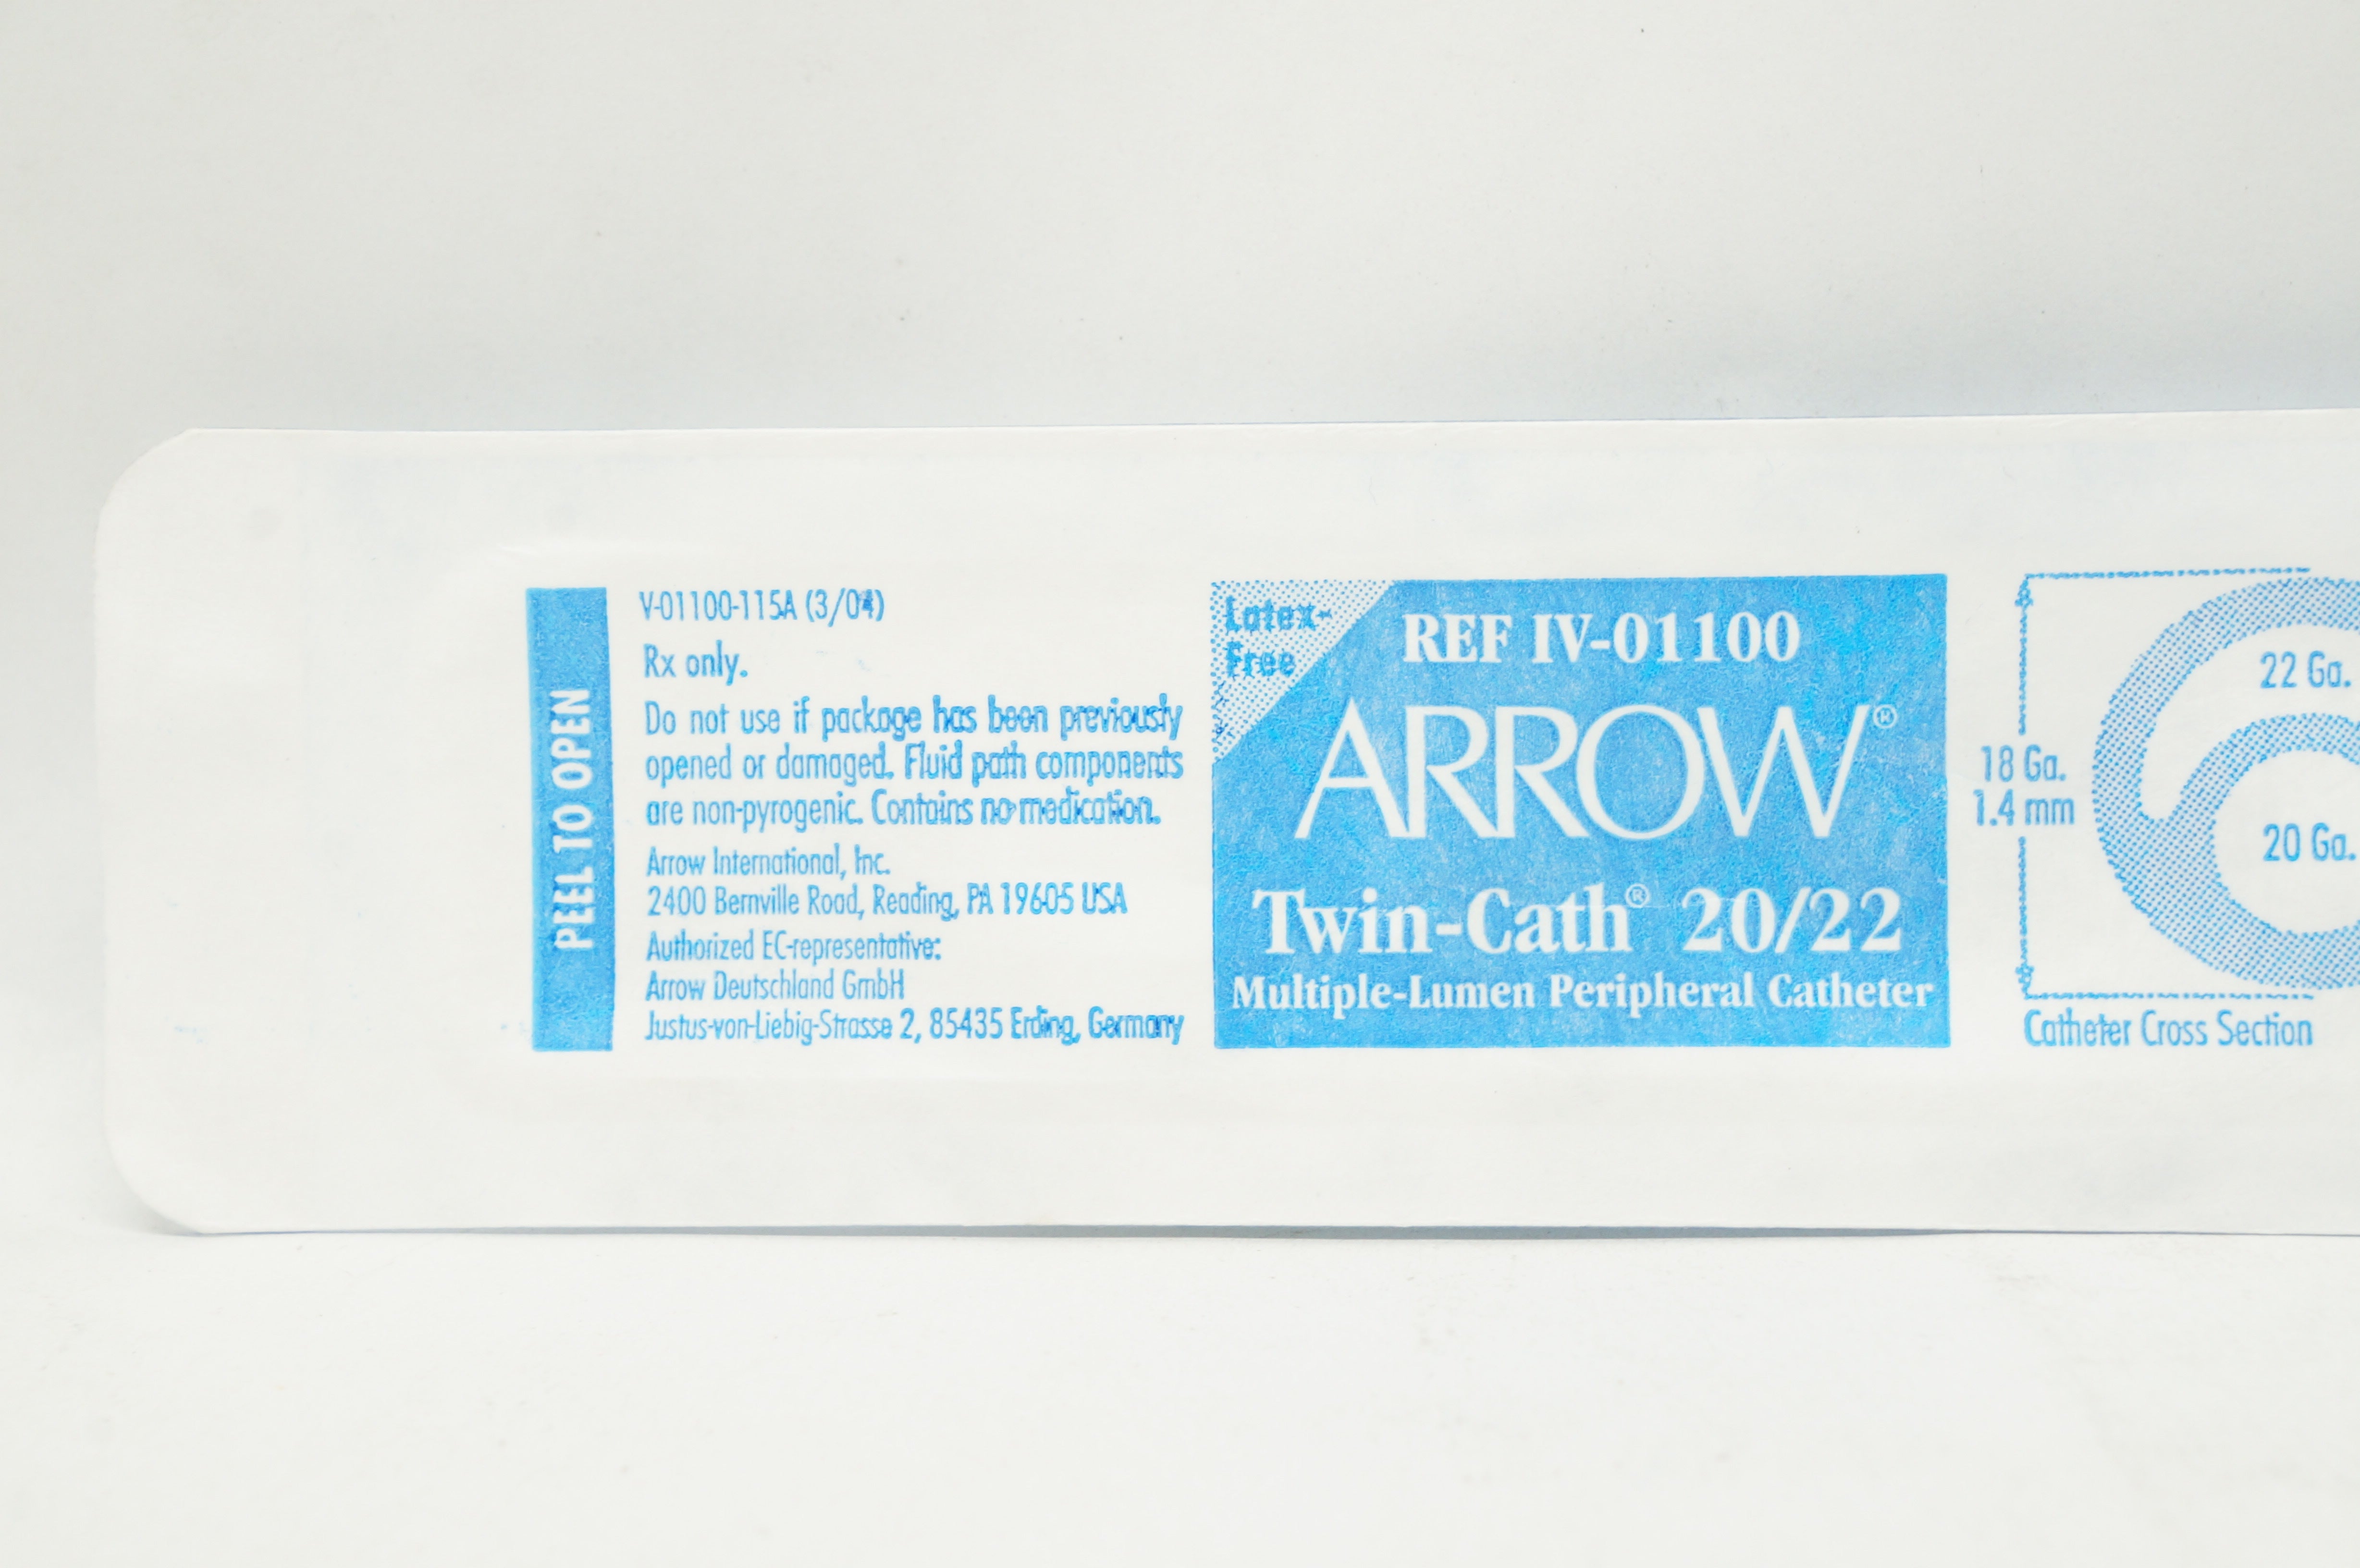 PEEL TO OPEN
V-01100-115A (3/04)
Rx only.
Do not use if package has been previously
opened or damaged. Fluid path components
are non-pyrogenic. Contains no medication.
Arrow International, Inc.
2400 Bernville Road, Reading, PA 19605 USA
Authorized EC-representative:
Arrow Deutschland GmbH
Justus-von-Liebig-Strasse 2, 85435 Erding, Germany
Latex-
Free
REF IV-01100
ARROW®
Twin-Cath® 20/22
Multiple-Lumen Peripheral Catheter
22 Ga.
18 Ga.
1.4 mm
20 Ga.
Catheter Cross Section